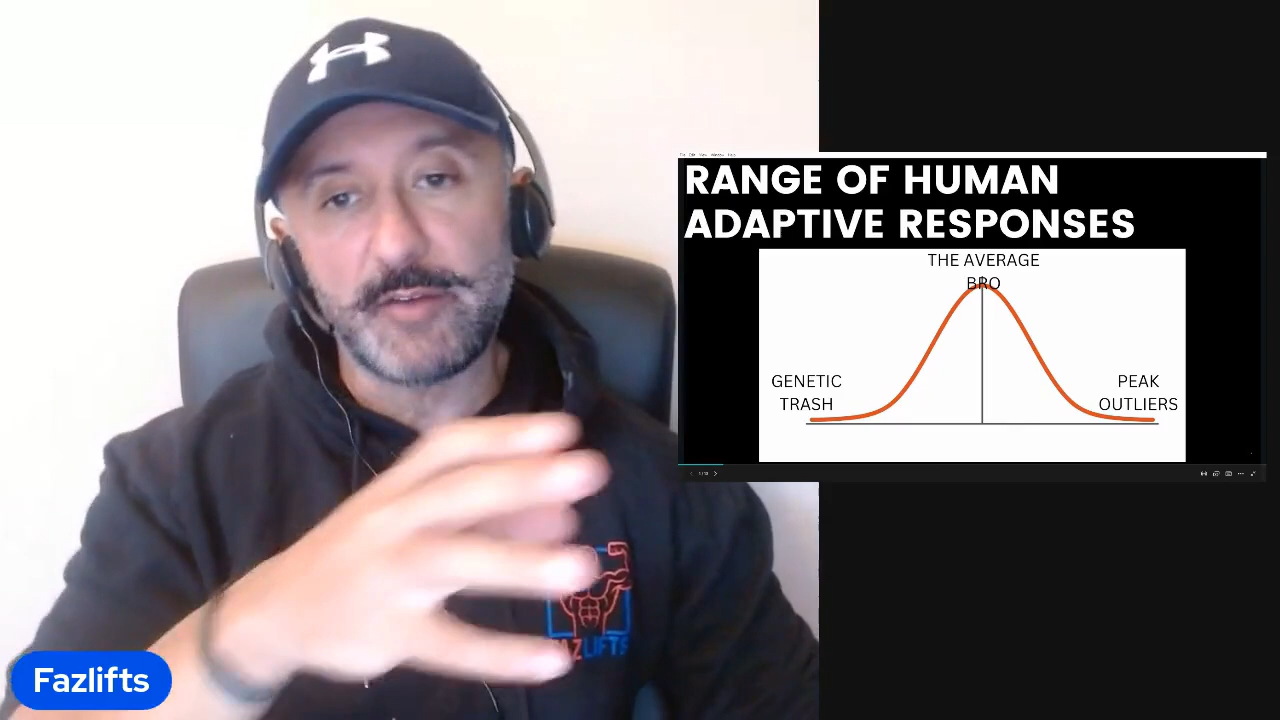 RANGE OF HUMAN
ADAPTIVE RESPONSES
THE AVERAGE
BRO
GENETIC
TRASH
PEAK
OUTLIERS
Fazlifts